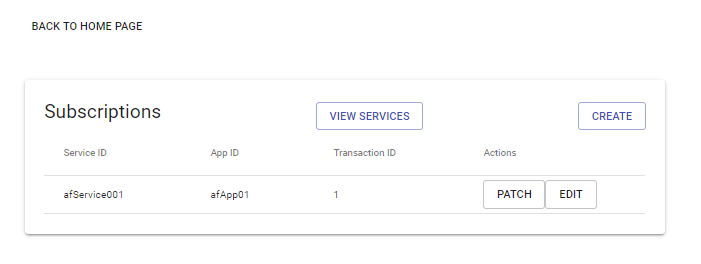 BACK TO HOME PAGE
Subscriptions VIEW SERVICES CREATE
Service ID App ID Transaction ID Actions
afService001 afApp01 1 PATCH EDIT